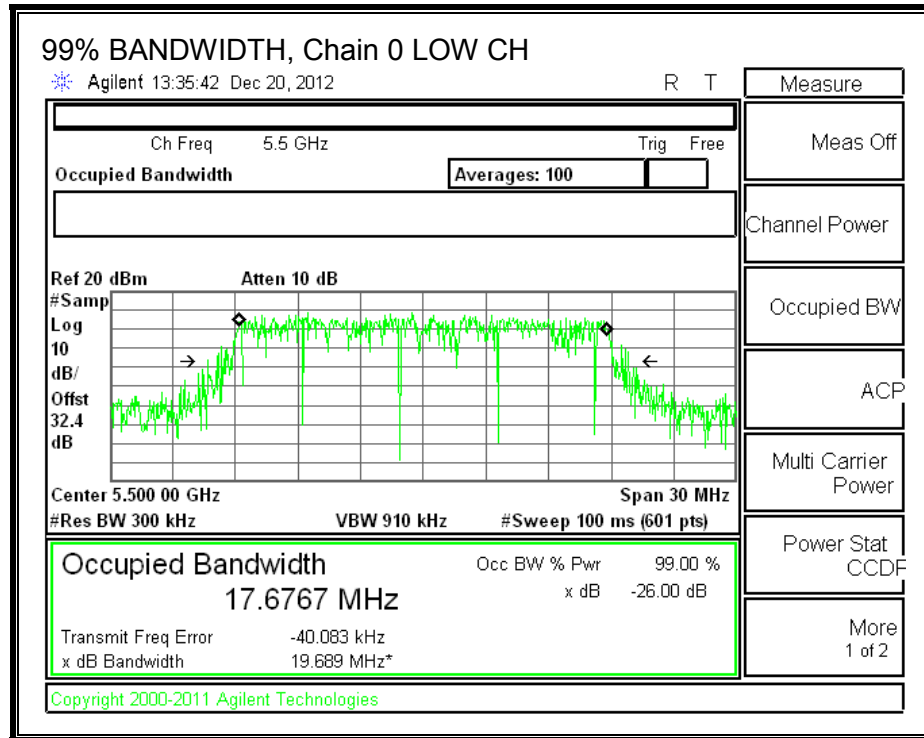 99% BANDWIDTH, Chain 0 LOW CH
Agilent 13:35:42 Dec 20, 2012 R T
Measure
Ch Freq 5.5 GHz Trig Free
Occupied Bandwidth Averages: 100
Meas Off
Channel Power
Occupied BW
ACP
Multi Carrier
Power
Power Stat
CCDF
More
1 of 2
Ref 20 dBm Atten 10 dB
#Samp
Log
10
dB/
Offst
32.4
dB
Center 5.500 00 GHz Span 30 MHz
#Res BW 300 kHz VBW 910 kHz #Sweep 100 ms (601 pts)
Occupied Bandwidth Occ BW % Pwr 99.00 %
17.6767 MHz x dB -26.00 dB
Transmit Freq Error -40.083 kHz
x dB Bandwidth 19.689 MHz*
Copyright 2000-2011 Agilent Technologies